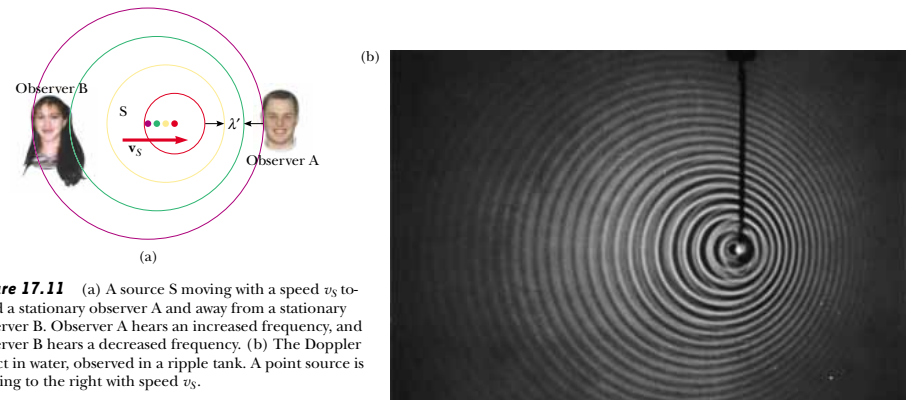 (b)
Observer B
S
λ′
v_S
Observer A
(a)
re 17.11 (a) A source S moving with a speed v_S to-
d a stationary observer A and away from a stationary
erver B. Observer A hears an increased frequency, and
erver B hears a decreased frequency. (b) The Doppler
ct in water, observed in a ripple tank. A point source is
ing to the right with speed v_S.